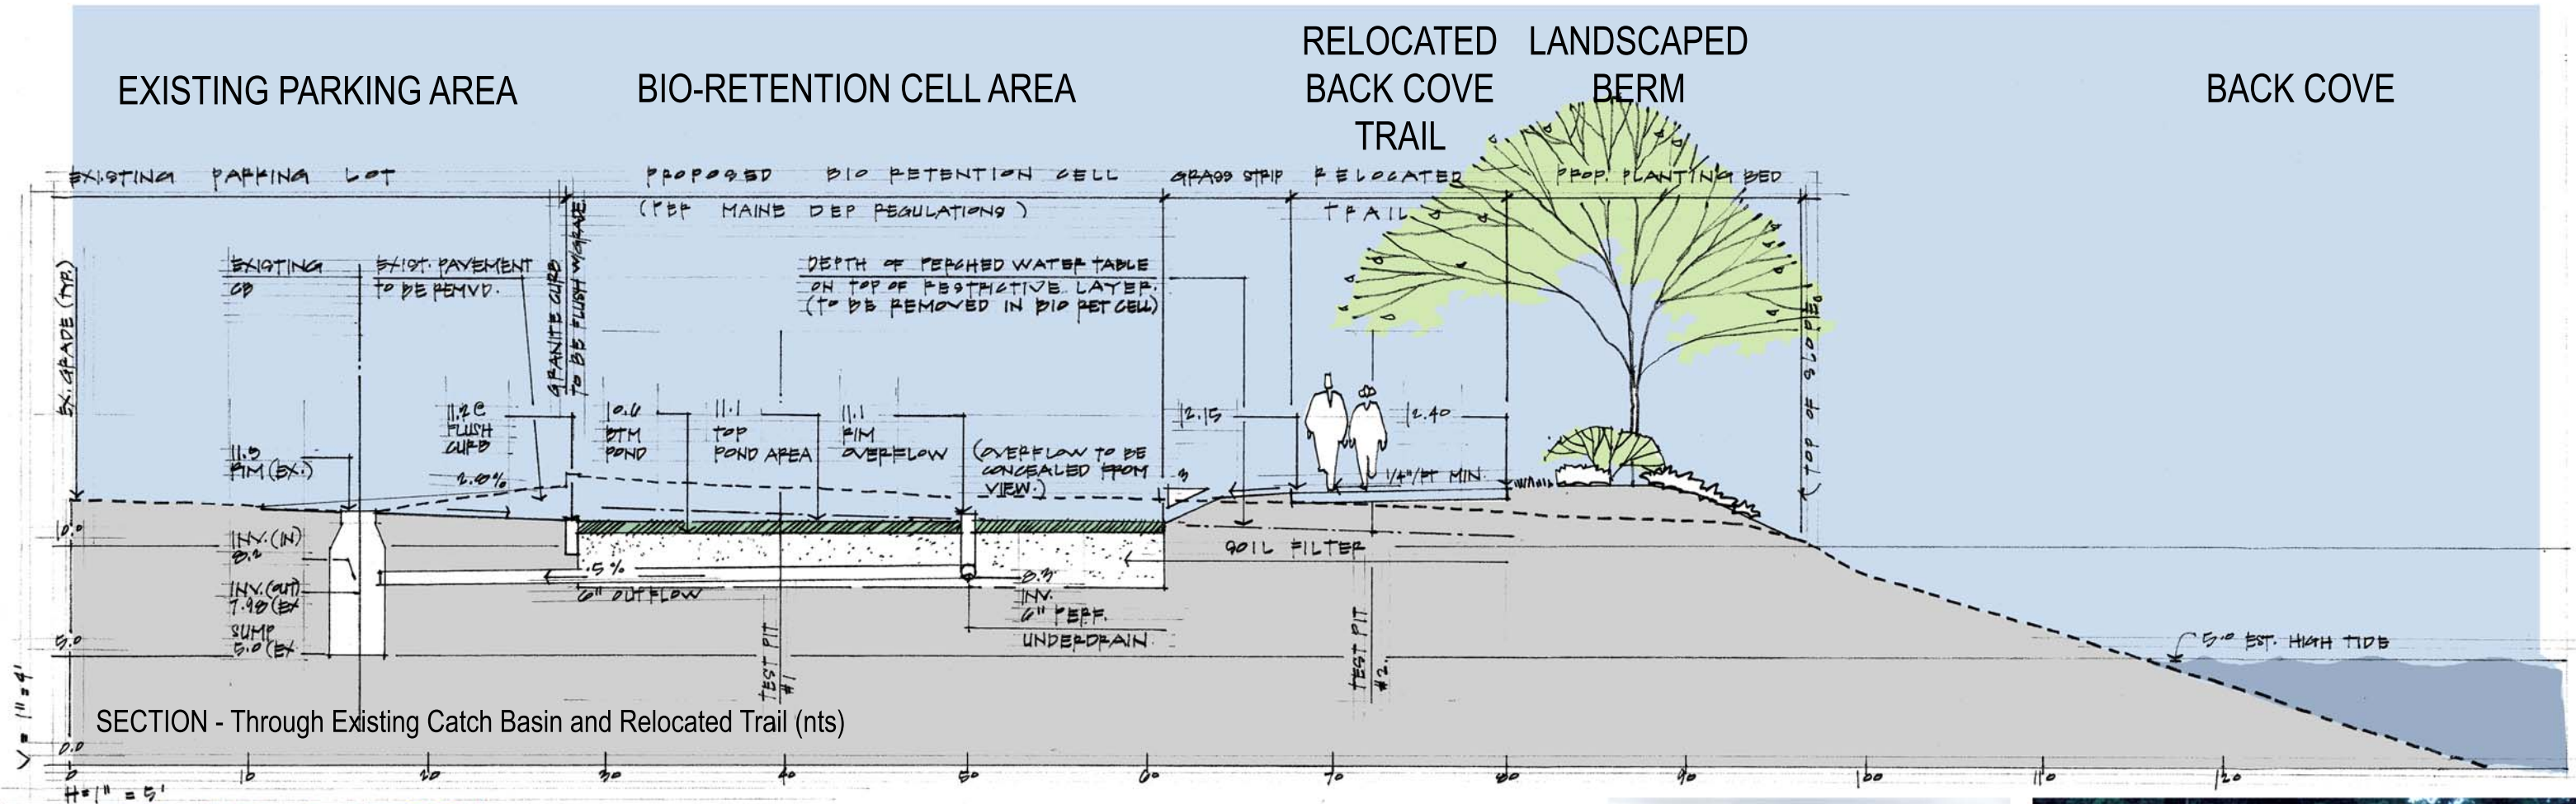 RELOCATED
BACK COVE
TRAIL
LANDSCAPED
BERM
EXISTING PARKING AREA
BIO-RETENTION CELL AREA
BACK COVE
EXISTING PARKING LOT
PROPOSED BIO RETENTION CELL
(PER MAINE DEP REGULATIONS)
GRASS STRIP
RELOCATED
TRAIL
PROP. PLANTING BED
EX. GRADE (TYP.)
EXISTING
CB
EXIST. PAVEMENT
TO BE REMVD.
GRANITE CURB
TO BE FLUSH W/GRADE
DEPTH OF PERCHED WATER TABLE
ON TOP OF RESTRICTIVE LAYER.
(TO BE REMOVED IN BIO RET CELL)
TOP OF SLOPE
11.2@
FLUSH
CURB
BTM
POND
11.1
TOP
POND AREA
11.1
RIM
OVERFLOW
(OVERFLOW TO BE
CONCEALED FROM
VIEW.)
12.15
12.40
RIM (EX.)
3
1/4"/FT MIN.
10.0
INV. (IN)
8.2
INV. (OUT)
7.98 (EX
SUMP
5.0 (EX
.5%
6" OUTFLOW
8.3
INV.
6" PERF.
UNDERDRAIN
SOIL FILTER
TEST PIT
#1
TEST PIT
#2
5.0
5.0 EST. HIGH TIDE
V = 1" = 4'
SECTION - Through Existing Catch Basin and Relocated Trail (nts)
0.0
0 10 20 30 40 50 60 70 80 90 100 110 120
H = 1" = 5'